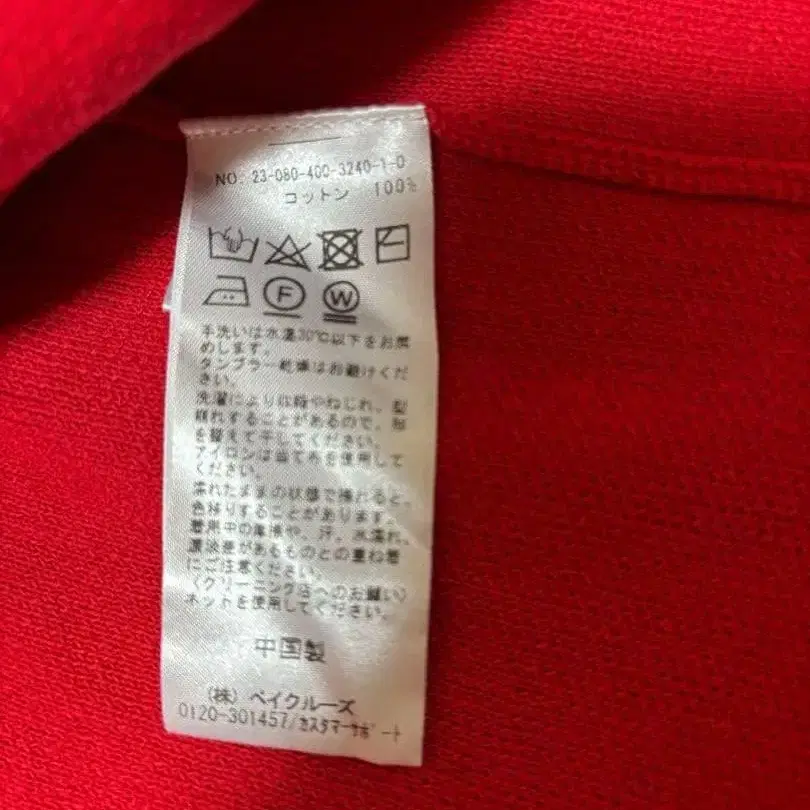 NO. 23-080-400-3240-1-0
コットン 100%
F W
手洗いは水温30℃以下をお奨
めします。
タンブラー乾燥はお避けくだ
さい。
洗濯により収縮やねじれ、型
崩れすることがあるので、形
を整えて干してください。
アイロンは当て布を使用して
ください。
濡れたままの状態で擦れると、
色移りすることがあります。
着用中の摩擦や、汗、水濡れ、
濃淡差があるものとの重ね着
にご注意ください。
〈クリーニング店へのお願い〉
ネットを使用してください。
中国製
(株) ベイクルーズ
0120-301457/カスタマーサポート